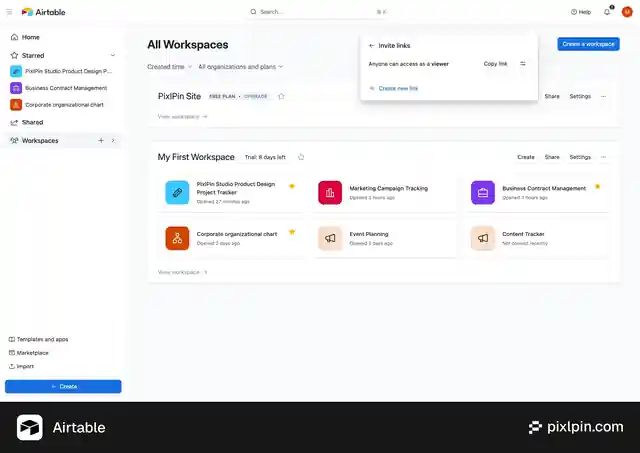 Airtable
Search...
⌘ K
Help
Home
Starred
PixlPin Studio Product Design P...
Business Contract Management
Corporate organizational chart
Shared
Workspaces
Templates and apps
Marketplace
Import
Create
All Workspaces
Create a workspace
Created time
All organizations and plans
Invite links
Anyone can access as a viewer
Copy link
Create new link
PixlPin Site
FREE PLAN • UPGRADE
Share
Settings
View workspace
My First Workspace
Trial: 8 days left
Create
Share
Settings
PixlPin Studio Product Design
Project Tracker
Opened 27 minutes ago
Marketing Campaign Tracking
Opened 2 hours ago
Business Contract Management
Opened 7 hours ago
Corporate organizational chart
Opened 2 days ago
Event Planning
Opened 2 days ago
Content Tracker
Not opened recently
View workspace
Airtable
pixlpin.com